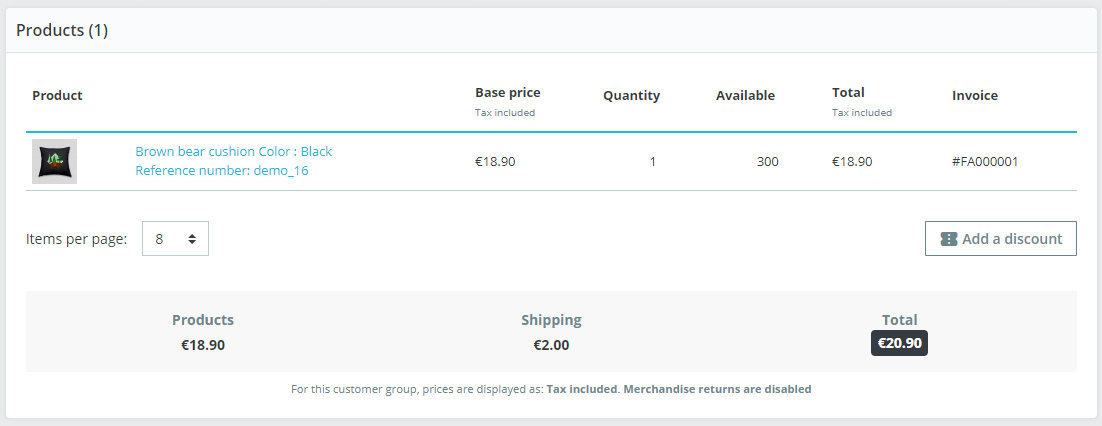 Products (1)
Product Base price Quantity Available Total Invoice
Tax included Tax included
Brown bear cushion Color : Black
Reference number: demo_16
€18.90 1 300 €18.90 #FA000001
Items per page: 8 Add a discount
Products Shipping Total
€18.90 €2.00 €20.90
For this customer group, prices are displayed as: Tax included. Merchandise returns are disabled